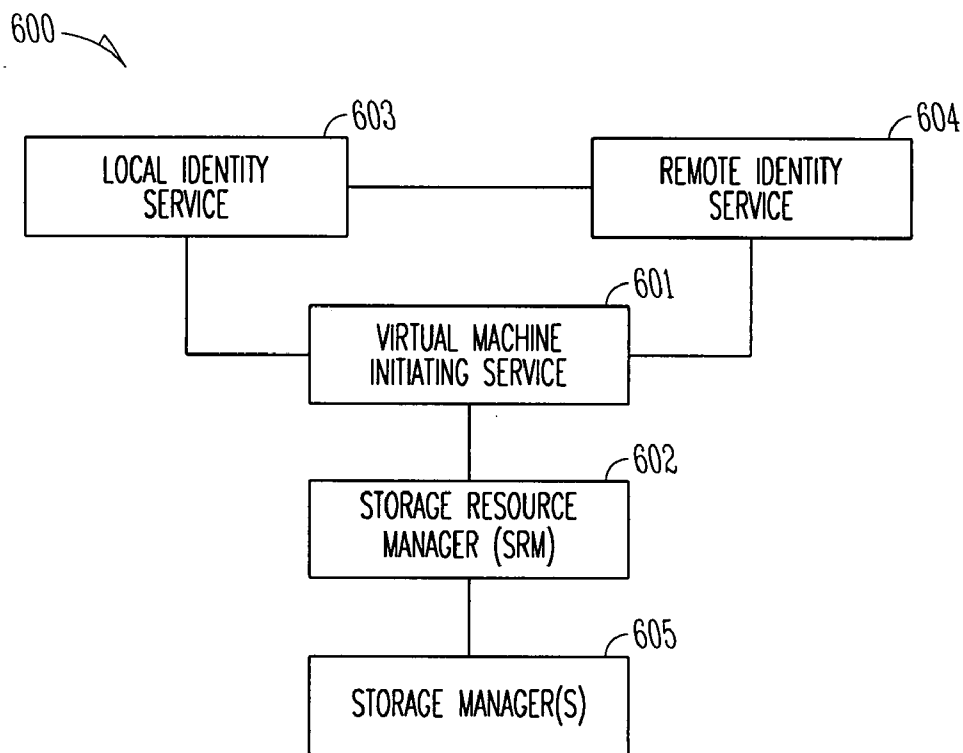 600
603
LOCAL IDENTITY
SERVICE
604
REMOTE IDENTITY
SERVICE
601
VIRTUAL MACHINE
INITIATING SERVICE
602
STORAGE RESOURCE
MANAGER (SRM)
605
STORAGE MANAGER(S)